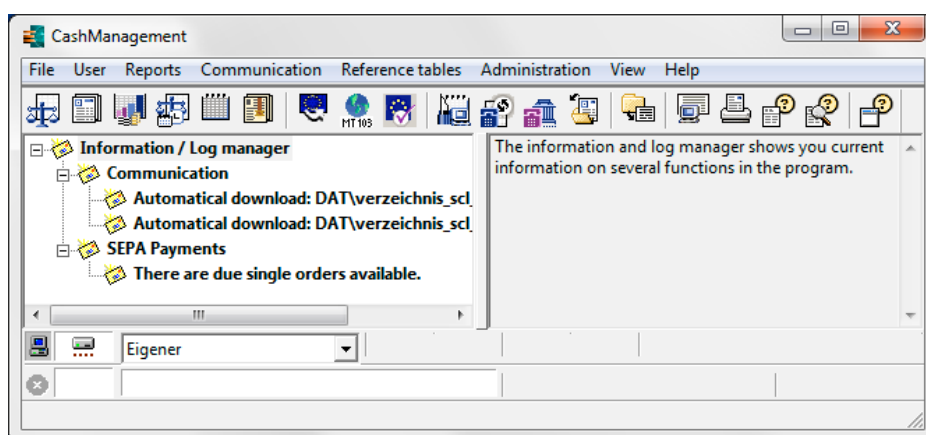 CashManagement
File User Reports Communication Reference tables Administration View Help
MT103
Information / Log manager
Communication
Automatical download: DAT\verzeichnis_scl_
Automatical download: DAT\verzeichnis_scl_
SEPA Payments
There are due single orders available.
The information and log manager shows you current
information on several functions in the program.
Eigener